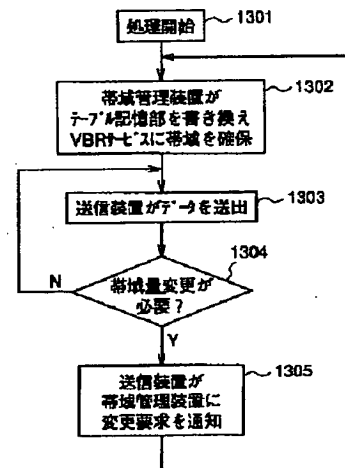 処理開始
1301
帯域管理装置が
テーブル記憶部を書き換え
VBRサービスに帯域を確保
1302
送信装置がデータを送出
1303
帯域量変更が
必要？
1304
N
Y
送信装置が
帯域管理装置に
変更要求を通知
1305